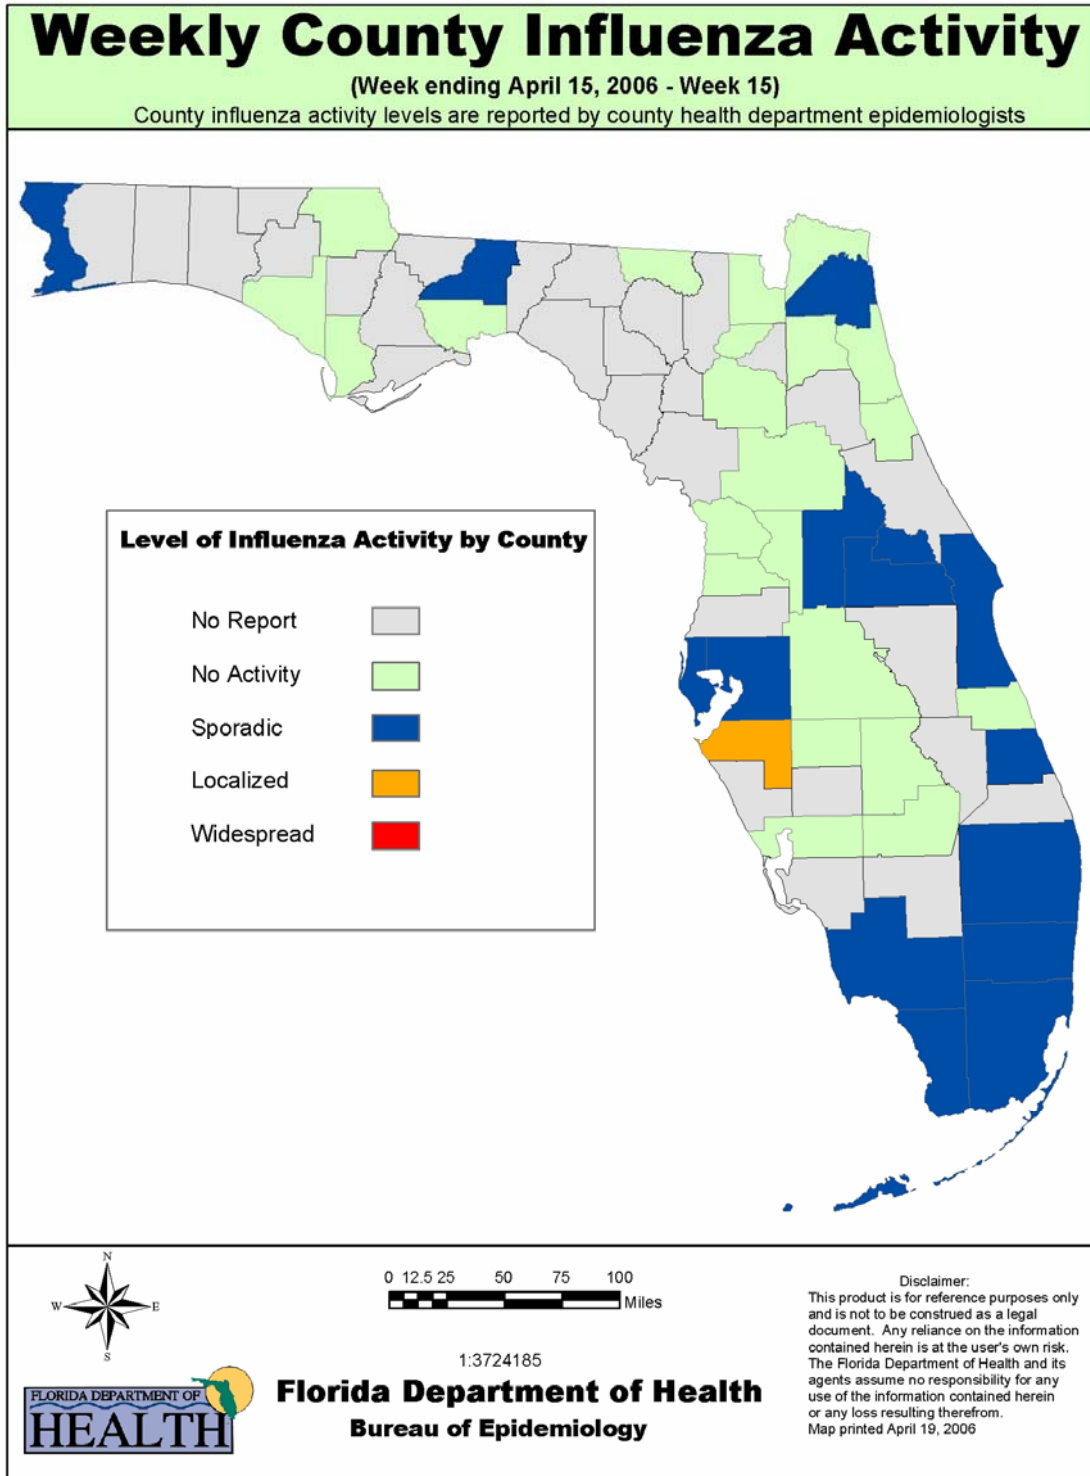 Weekly County Influenza Activity
(Week ending April 15, 2006 - Week 15)
County influenza activity levels are reported by county health department epidemiologists
Level of Influenza Activity by County
No Report
No Activity
Sporadic
Localized
Widespread
N
W E
S
0 12.5 25 50 75 100
Miles
1:3724185
FLORIDA DEPARTMENT OF
HEALTH
Florida Department of Health
Bureau of Epidemiology
Disclaimer:
This product is for reference purposes only
and is not to be construed as a legal
document. Any reliance on the information
contained herein is at the user's own risk.
The Florida Department of Health and its
agents assume no responsibility for any
use of the information contained herein
or any loss resulting therefrom.
Map printed April 19, 2006